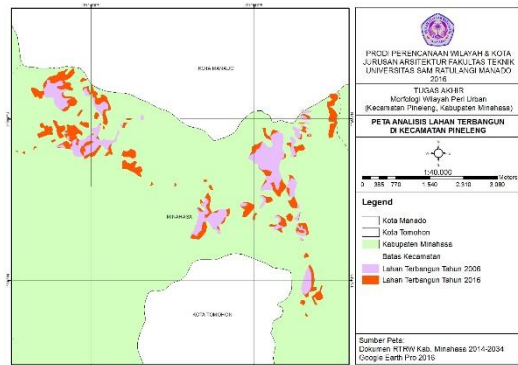 KOTA MANADO
MINAHASA
KOTA TOMOHON
PRODI PERENCANAAN WILAYAH & KOTA
JURUSAN ARSITEKTUR FAKULTAS TEKNIK
UNIVERSITAS SAM RATULANGI MANADO
2016
TUGAS AKHIR
Morfologi Wilayah Peri Urban
(Kecamatan Pineleng, Kabupaten Minahasa)
PETA ANALISIS LAHAN TERBANGUN
DI KECAMATAN PINELENG
1:40.000
Meters
0 385 770 1.540 2.310 3.080
Legend
Kota Manado
Kota Tomohon
Kabupaten Minahasa
Batas Kecamatan
Lahan Terbangun Tahun 2006
Lahan Terbangun Tahun 2016
Sumber Peta:
Dokumen RTRW Kab. Minahasa 2014-2034
Google Earth Pro 2016